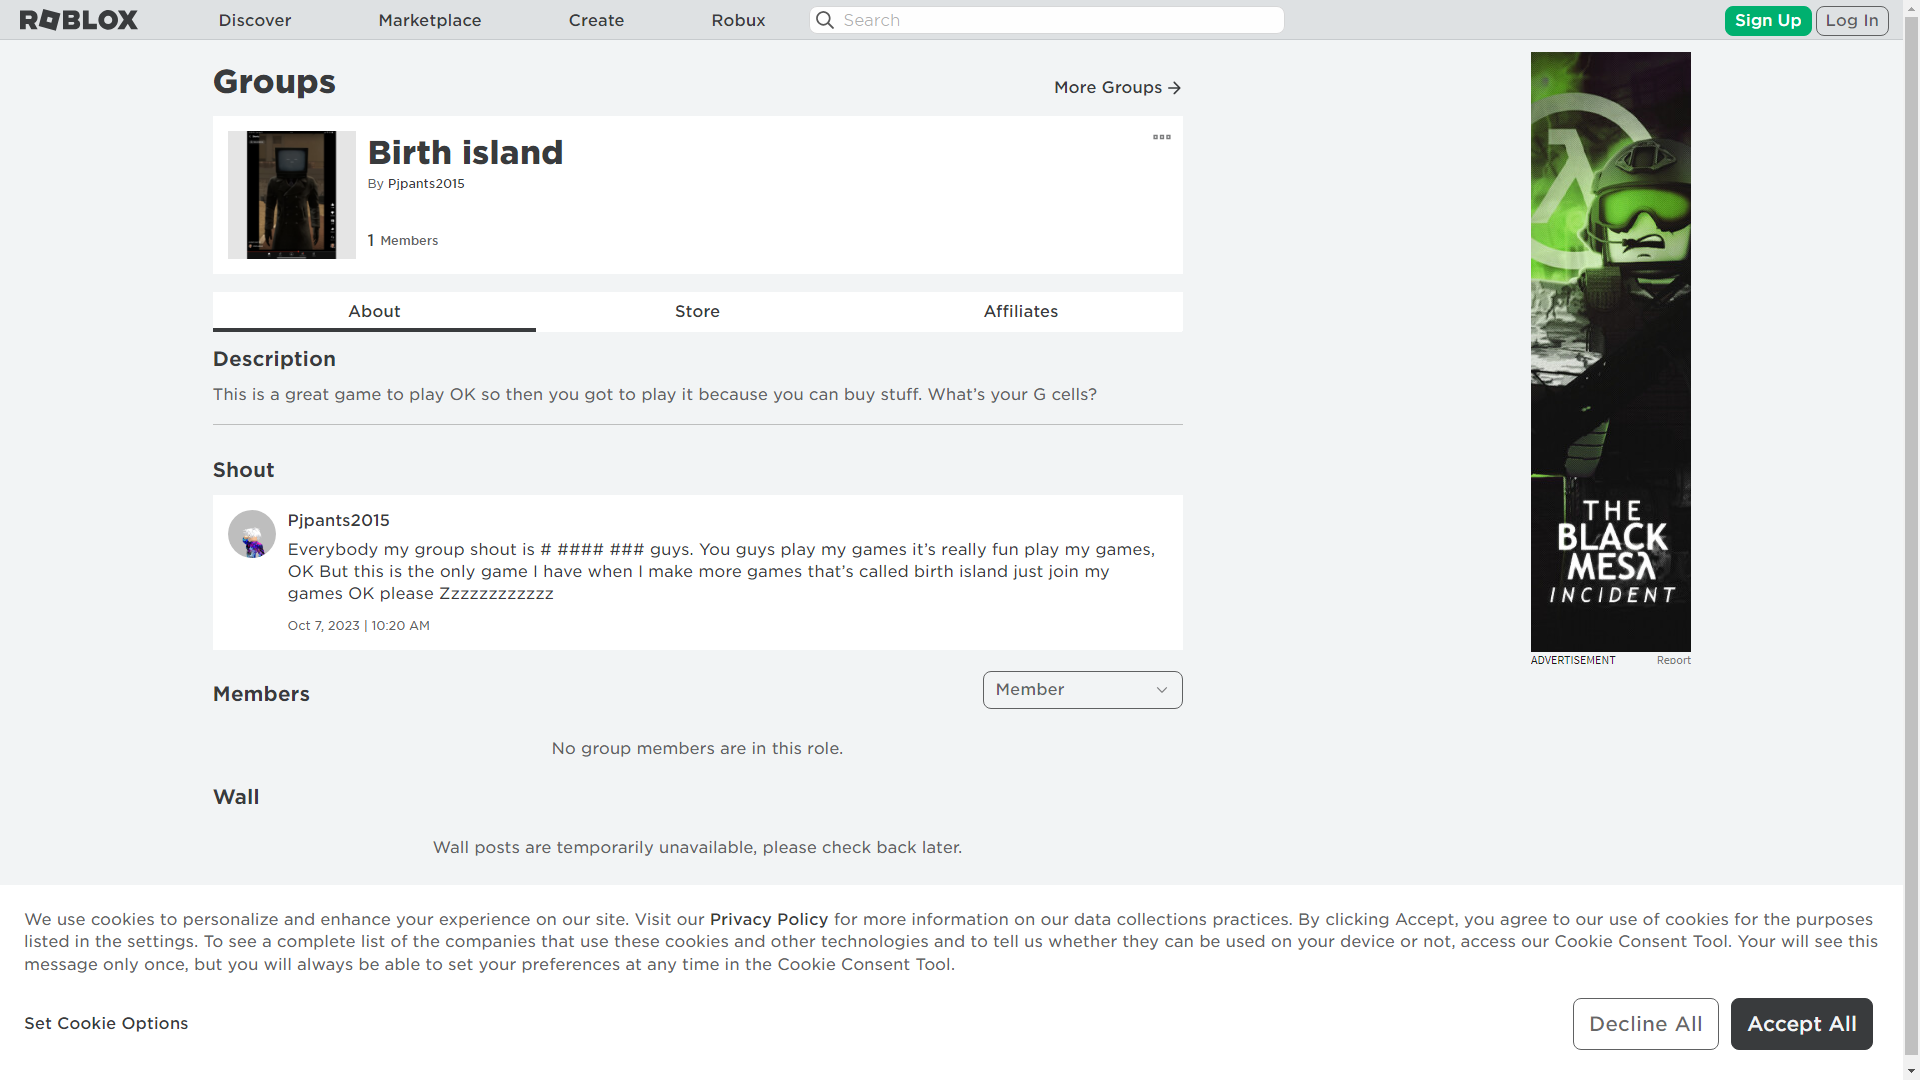 ROBLOX
Discover
Marketplace
Create
Robux
Search
Sign Up
Log In
Groups
More Groups
Birth island
By Pjpants2015
1 Members
About
Store
Affiliates
Description
This is a great game to play OK so then you got to play it because you can buy stuff. What’s your G cells?
Shout
Pjpants2015
Everybody my group shout is # #### ### guys. You guys play my games it’s really fun play my games,
OK But this is the only game I have when I make more games that’s called birth island just join my
games OK please Zzzzzzzzzzzz
Oct 7, 2023 | 10:20 AM
Members
Member
No group members are in this role.
Wall
Wall posts are temporarily unavailable, please check back later.
THE
BLACK
MESA
INCIDENT
ADVERTISEMENT
Report
We use cookies to personalize and enhance your experience on our site. Visit our Privacy Policy for more information on our data collections practices. By clicking Accept, you agree to our use of cookies for the purposes
listed in the settings. To see a complete list of the companies that use these cookies and other technologies and to tell us whether they can be used on your device or not, access our Cookie Consent Tool. Your will see this
message only once, but you will always be able to set your preferences at any time in the Cookie Consent Tool.
Set Cookie Options
Decline All
Accept All